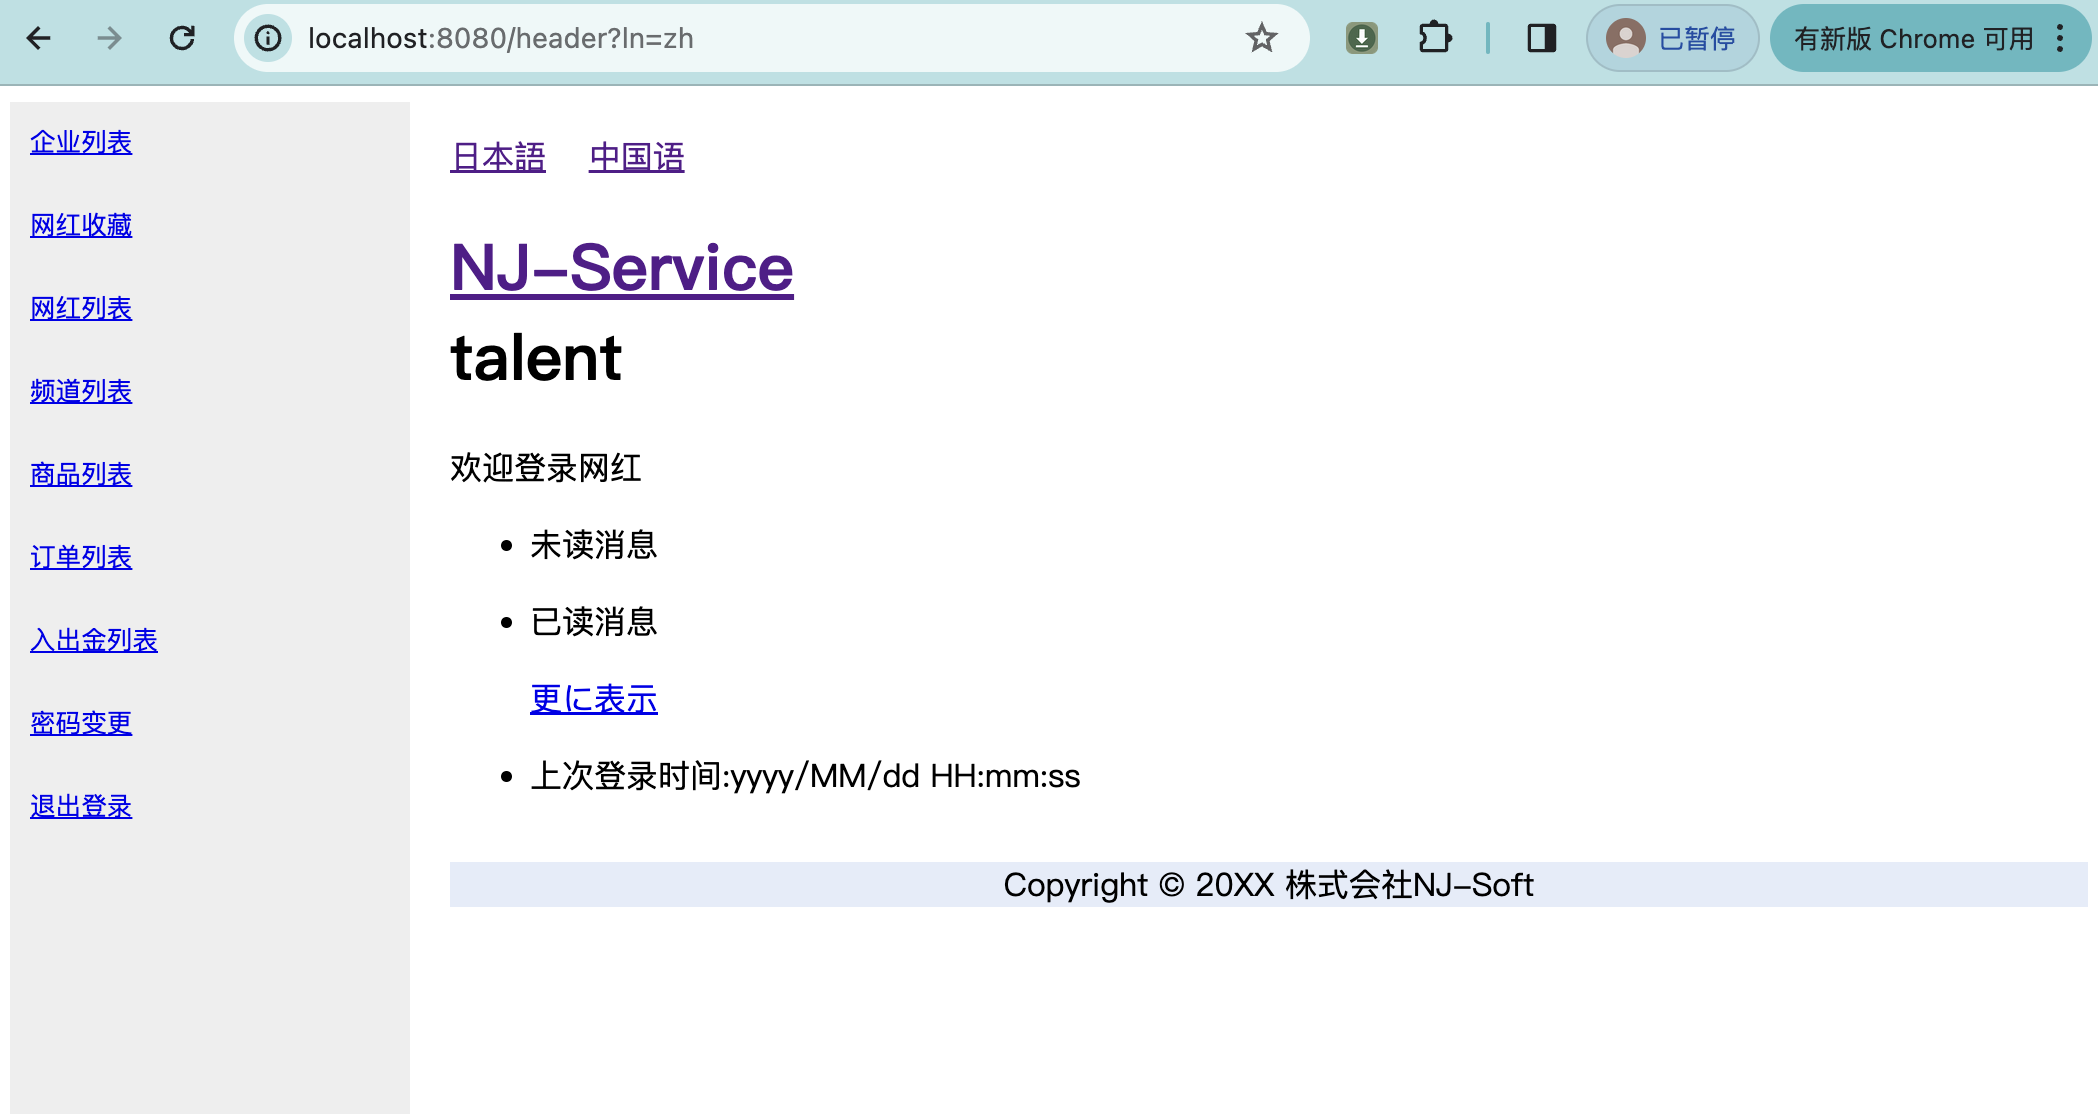 localhost:8080/header?ln=zh
已暂停
有新版 Chrome 可用
企业列表
网红收藏
网红列表
频道列表
商品列表
订单列表
入出金列表
密码变更
退出登录
日本語 中国语
NJ-Service
talent
欢迎登录网红
未读消息
已读消息
更に表示
上次登录时间:yyyy/MM/dd HH:mm:ss
Copyright © 20XX 株式会社NJ-Soft